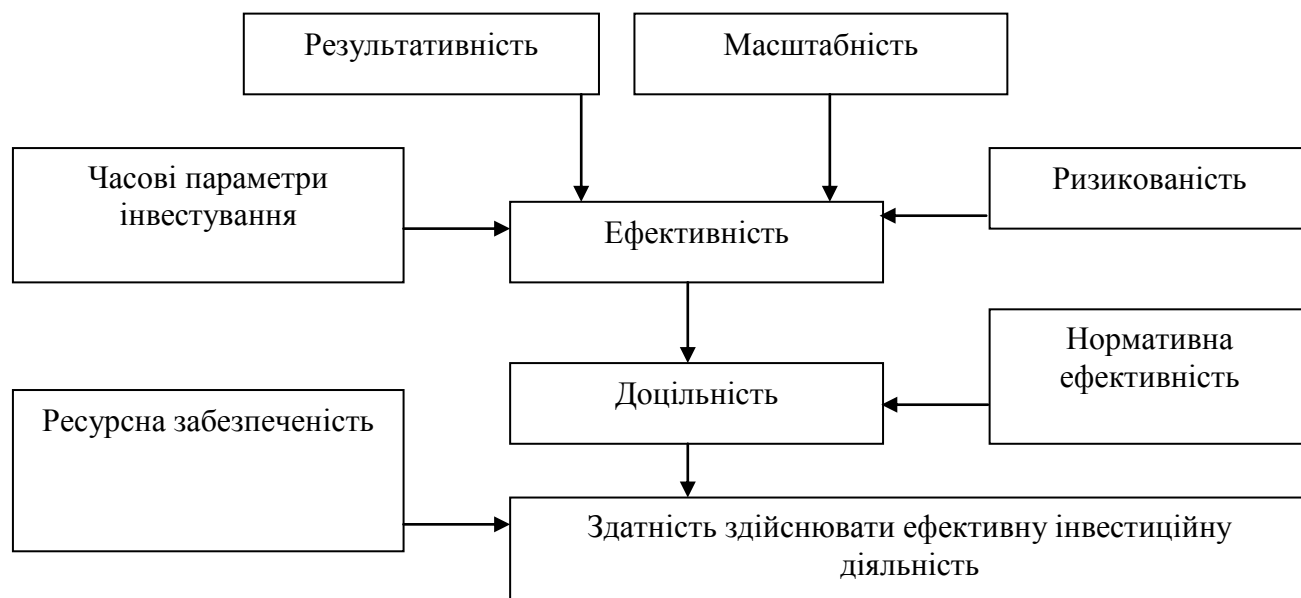 Результативність
Масштабність
Часові параметри
інвестування
Ризикованість
Ефективність
Нормативна
ефективність
Доцільність
Ресурсна забезпеченість
Здатність здійснювати ефективну інвестиційну
діяльність